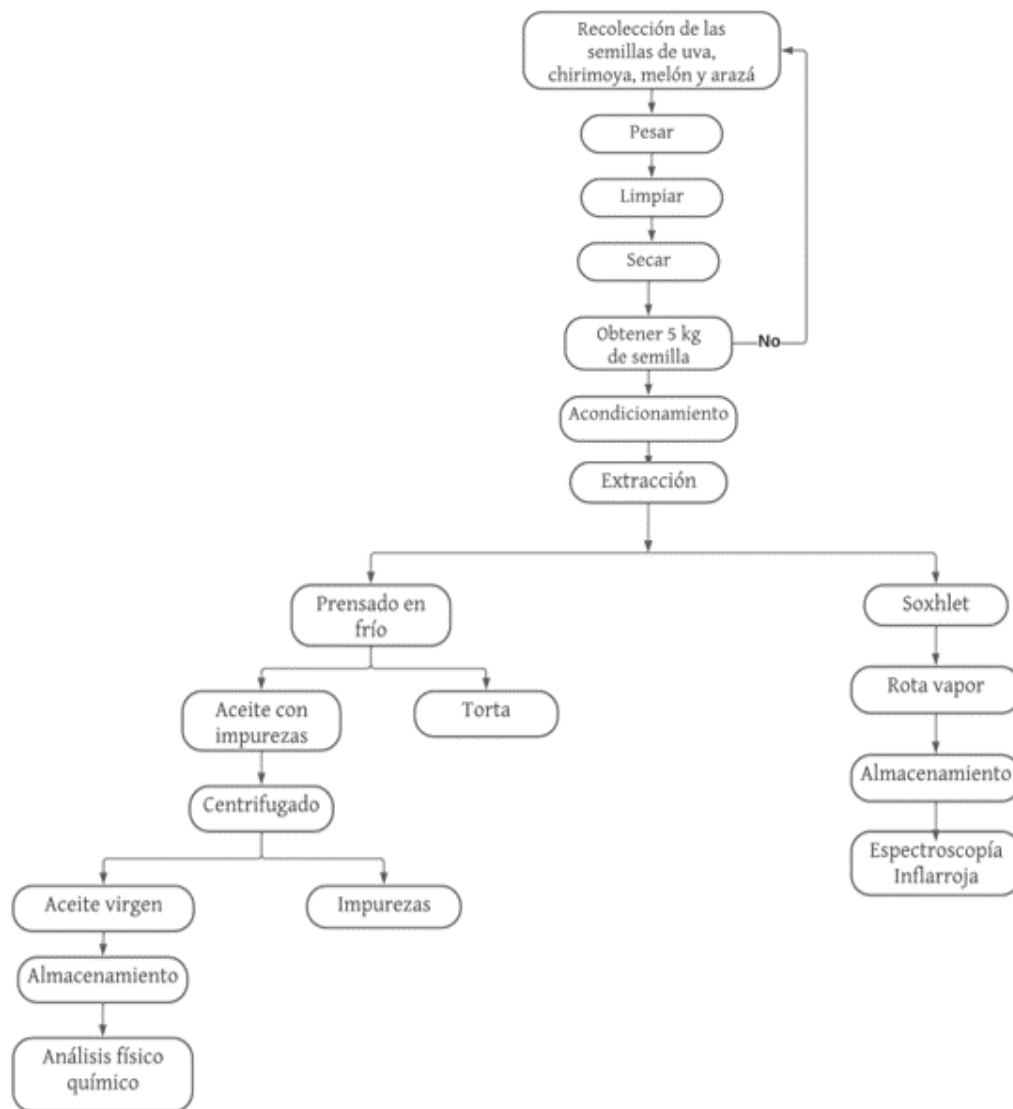 Recolección de las
semillas de uva,
chirimoya, melón y arazá
Pesar
Limpiar
Secar
Obtener 5 kg
de semilla
No
Acondicionamiento
Extracción
Prensado en
frío
Soxhlet
Aceite con
impurezas
Torta
Rota vapor
Centrifugado
Almacenamiento
Aceite virgen
Impurezas
Espectroscopía
Inflarroja
Almacenamiento
Análisis físico
químico